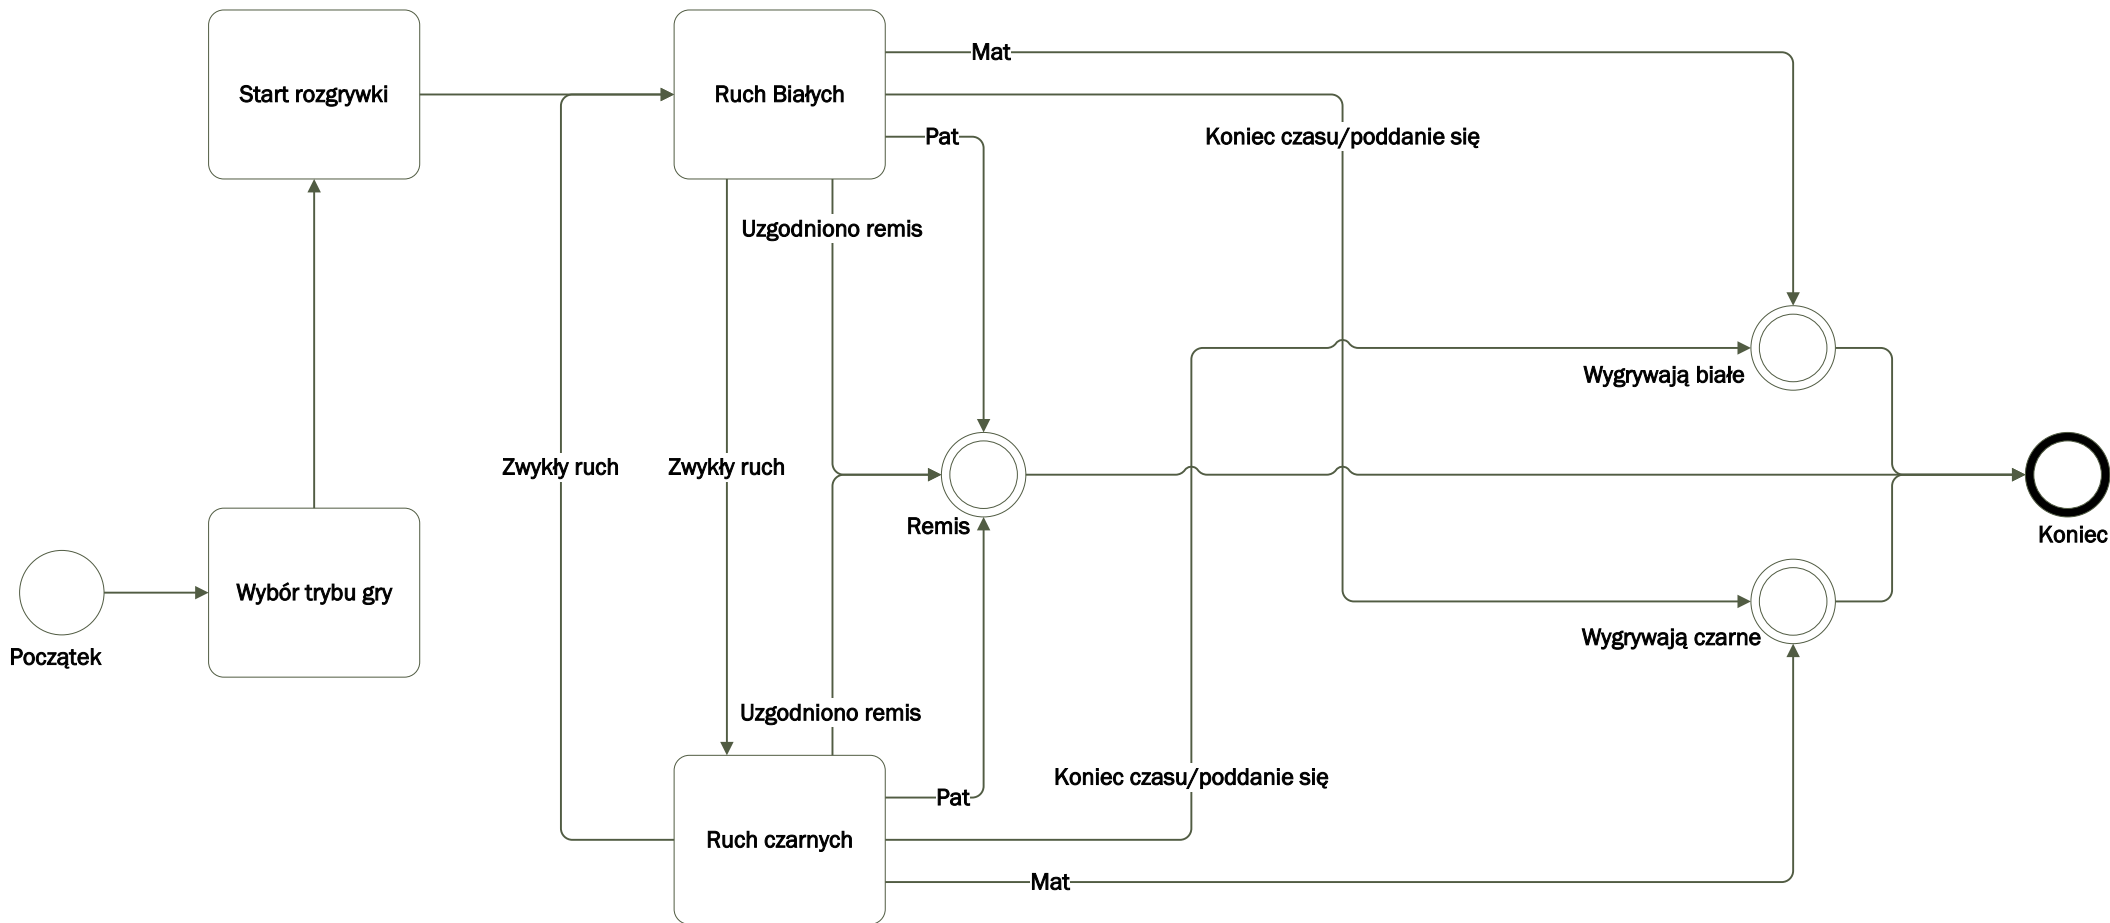 Mat
Start rozgrywki
Ruch Białych
Pat
Koniec czasu/poddanie się
Uzgodniono remis
Wygrywają białe
Zwykły ruch
Zwykły ruch
Remis
Koniec
Wybór trybu gry
Wygrywają czarne
Początek
Uzgodniono remis
Koniec czasu/poddanie się
Pat
Ruch czarnych
Mat